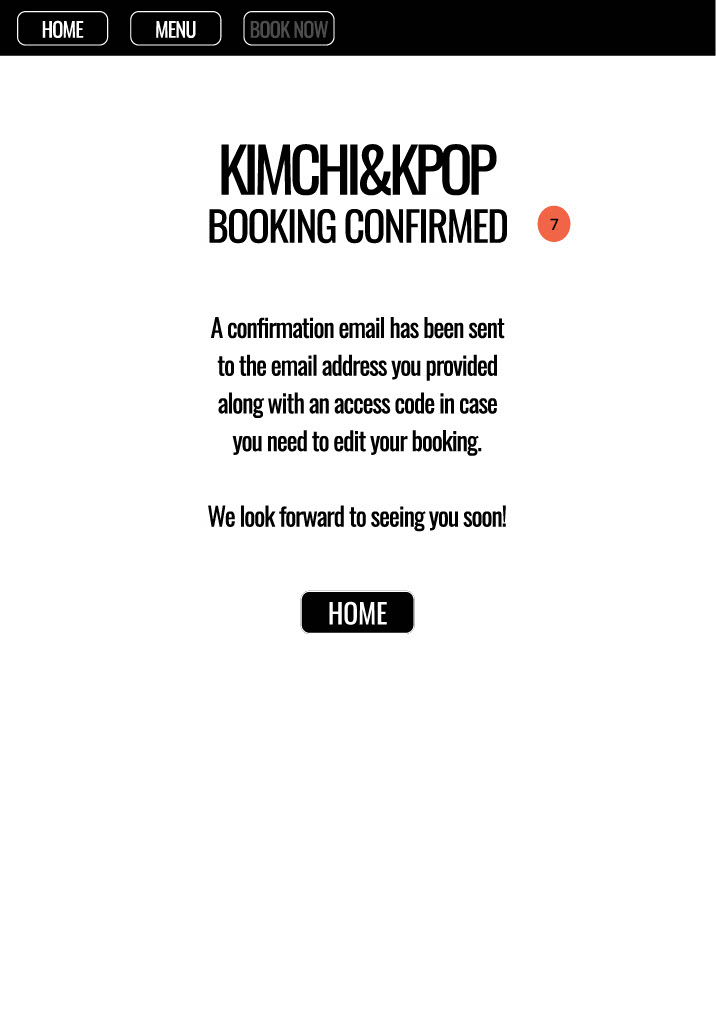 HOME
MENU
BOOK NOW
KIMCHI&KPOP
BOOKING CONFIRMED
7
A confirmation email has been sent
to the email address you provided
along with an access code in case
you need to edit your booking.
We look forward to seeing you soon!
HOME